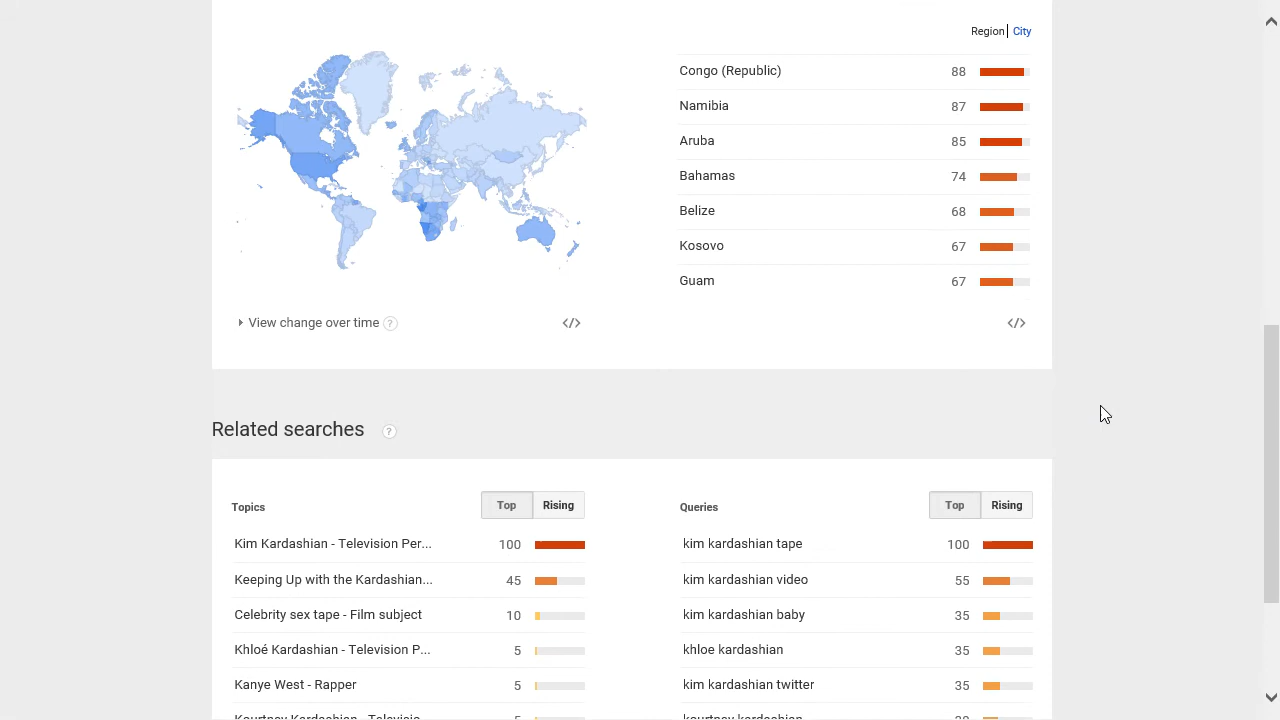 Region City
Congo (Republic) 88
Namibia 87
Aruba 85
Bahamas 74
Belize 68
Kosovo 67
Guam 67
View change over time ?
</>
</>
Related searches ?
Topics Top Rising
Kim Kardashian - Television Per... 100
Keeping Up with the Kardashian... 45
Celebrity sex tape - Film subject 10
Khloé Kardashian - Television P... 5
Kanye West - Rapper 5
Queries Top Rising
kim kardashian tape 100
kim kardashian video 55
kim kardashian baby 35
khloe kardashian 35
kim kardashian twitter 35